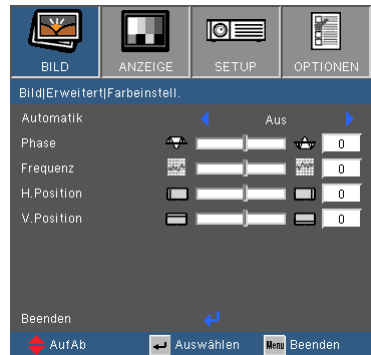 BILD ANZEIGE SETUP OPTIONEN
Bild|Erweitert|Farbeinstell.
Automatik Aus
Phase 0
Frequenz 0
H.Position 0
V.Position 0
Beenden
AufAb Auswählen Menu Beenden